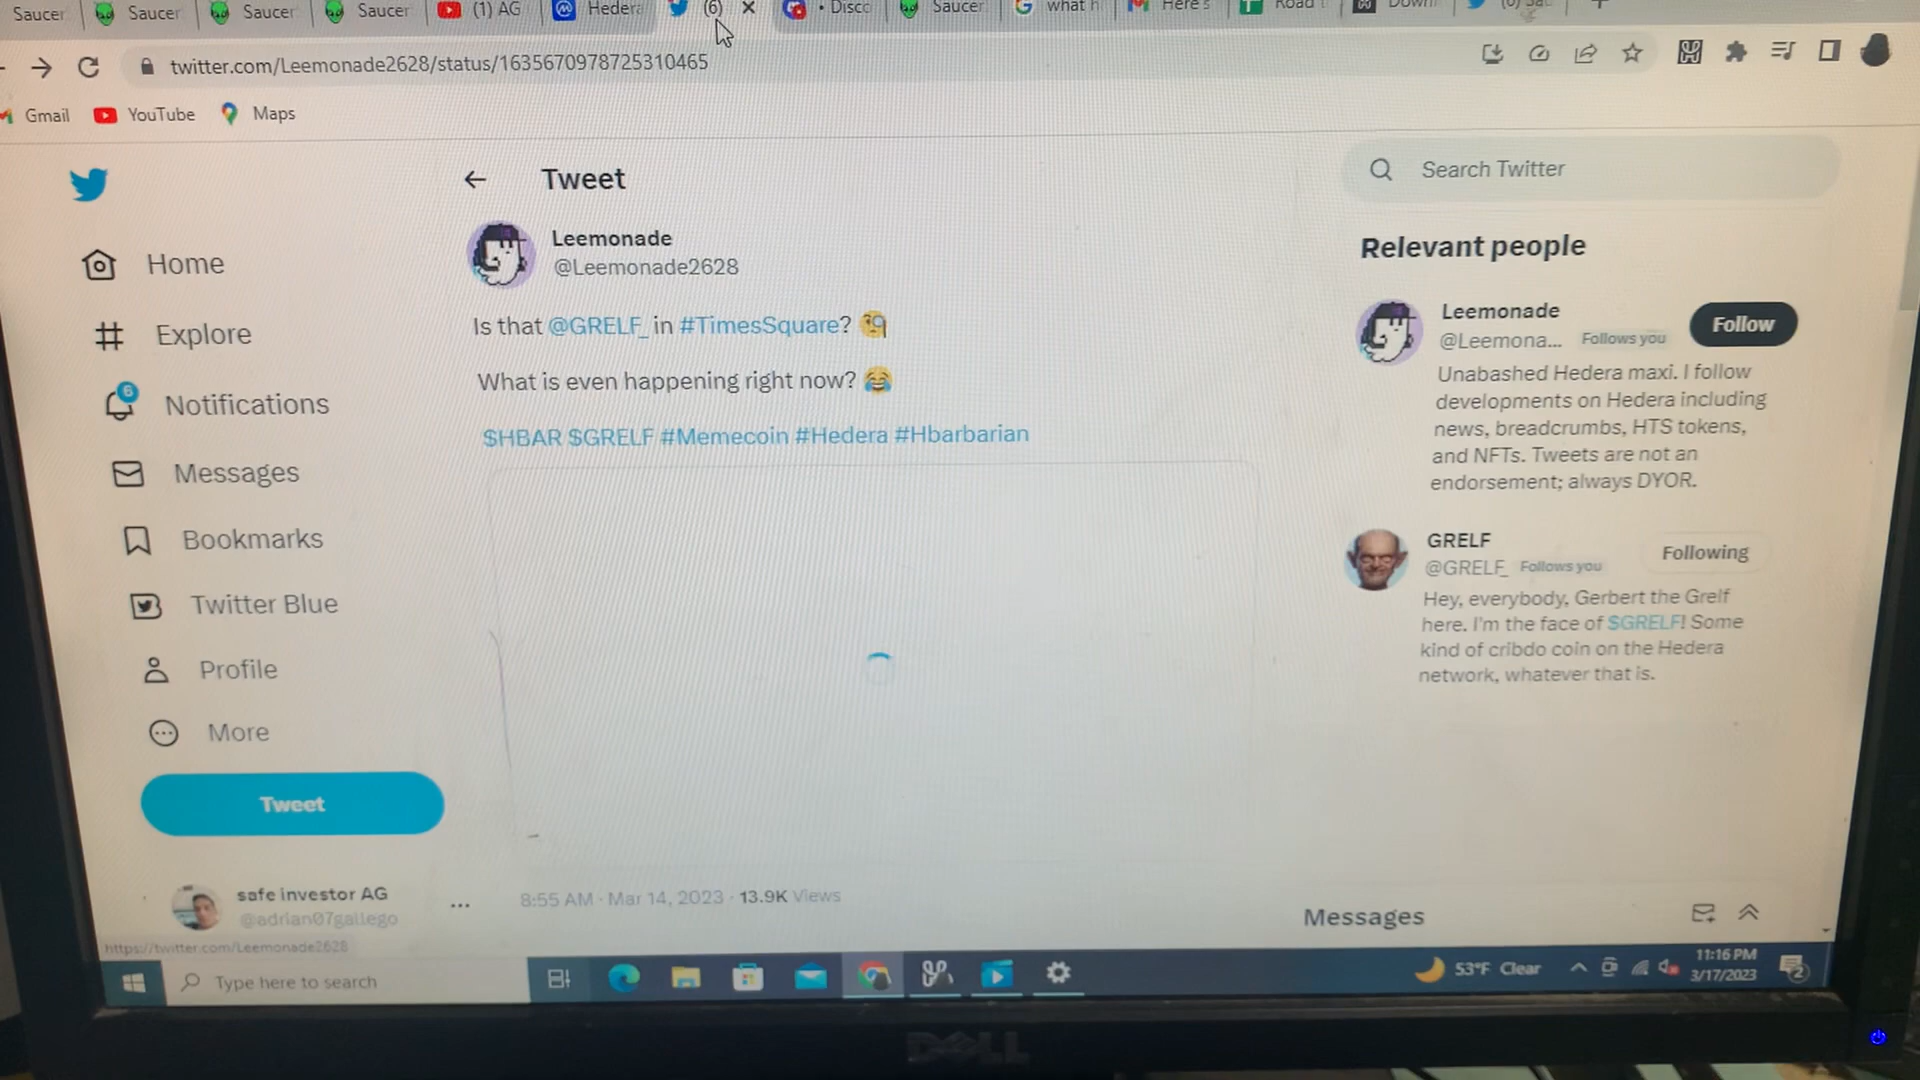 Saucer
Saucer
Saucer
Saucer
(1) AG
Hedera
(6)
Disco
Saucer
what h
Here's
Road t
twitter.com/Leemonade2628/status/1635670978725310465
Gmail
YouTube
Maps
Tweet
Search Twitter
Home
Explore
6
Notifications
Messages
Bookmarks
Twitter Blue
Profile
More
Tweet
safe investor AG
@adrian07gallego
...
Leemonade
@Leemonade2628
Is that @GRELF_ in #TimesSquare? 🧐
What is even happening right now? 😂
$HBAR $GRELF #Memecoin #Hedera #Hbarbarian
8:55 AM · Mar 14, 2023 · 13.9K Views
Relevant people
Leemonade
@Leemona... Follows you
Follow
Unabashed Hedera maxi. I follow
developments on Hedera including
news, breadcrumbs, HTS tokens,
and NFTs. Tweets are not an
endorsement; always DYOR.
GRELF
@GRELF_ Follows you
Following
Hey, everybody, Gerbert the Grelf
here. I'm the face of $GRELF! Some
kind of cribdo coin on the Hedera
network, whatever that is.
Messages
https://twitter.com/Leemonade2628
Type here to search
53°F Clear
11:16 PM
3/17/2023
2
DELL